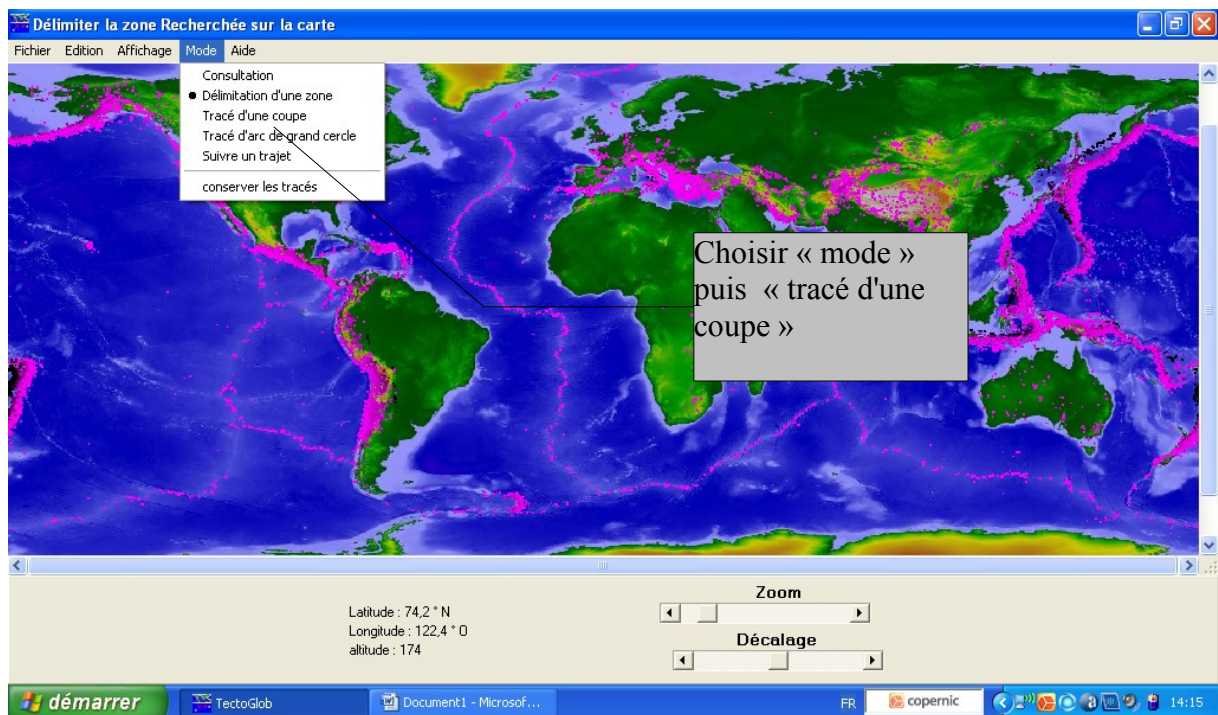 Délimiter la zone Recherchée sur la carte
Fichier Edition Affichage Mode Aide
Consultation
Délimitation d'une zone
Tracé d'une coupe
Tracé d'arc de grand cercle
Suivre un trajet
conserver les tracés
Choisir « mode »
puis « tracé d'une
coupe »
Latitude : 74,2 ° N
Longitude : 122,4 ° O
altitude : 174
Zoom
Décalage
démarrer TectoGlob Document1 - Microsof... FR copernic 14:15